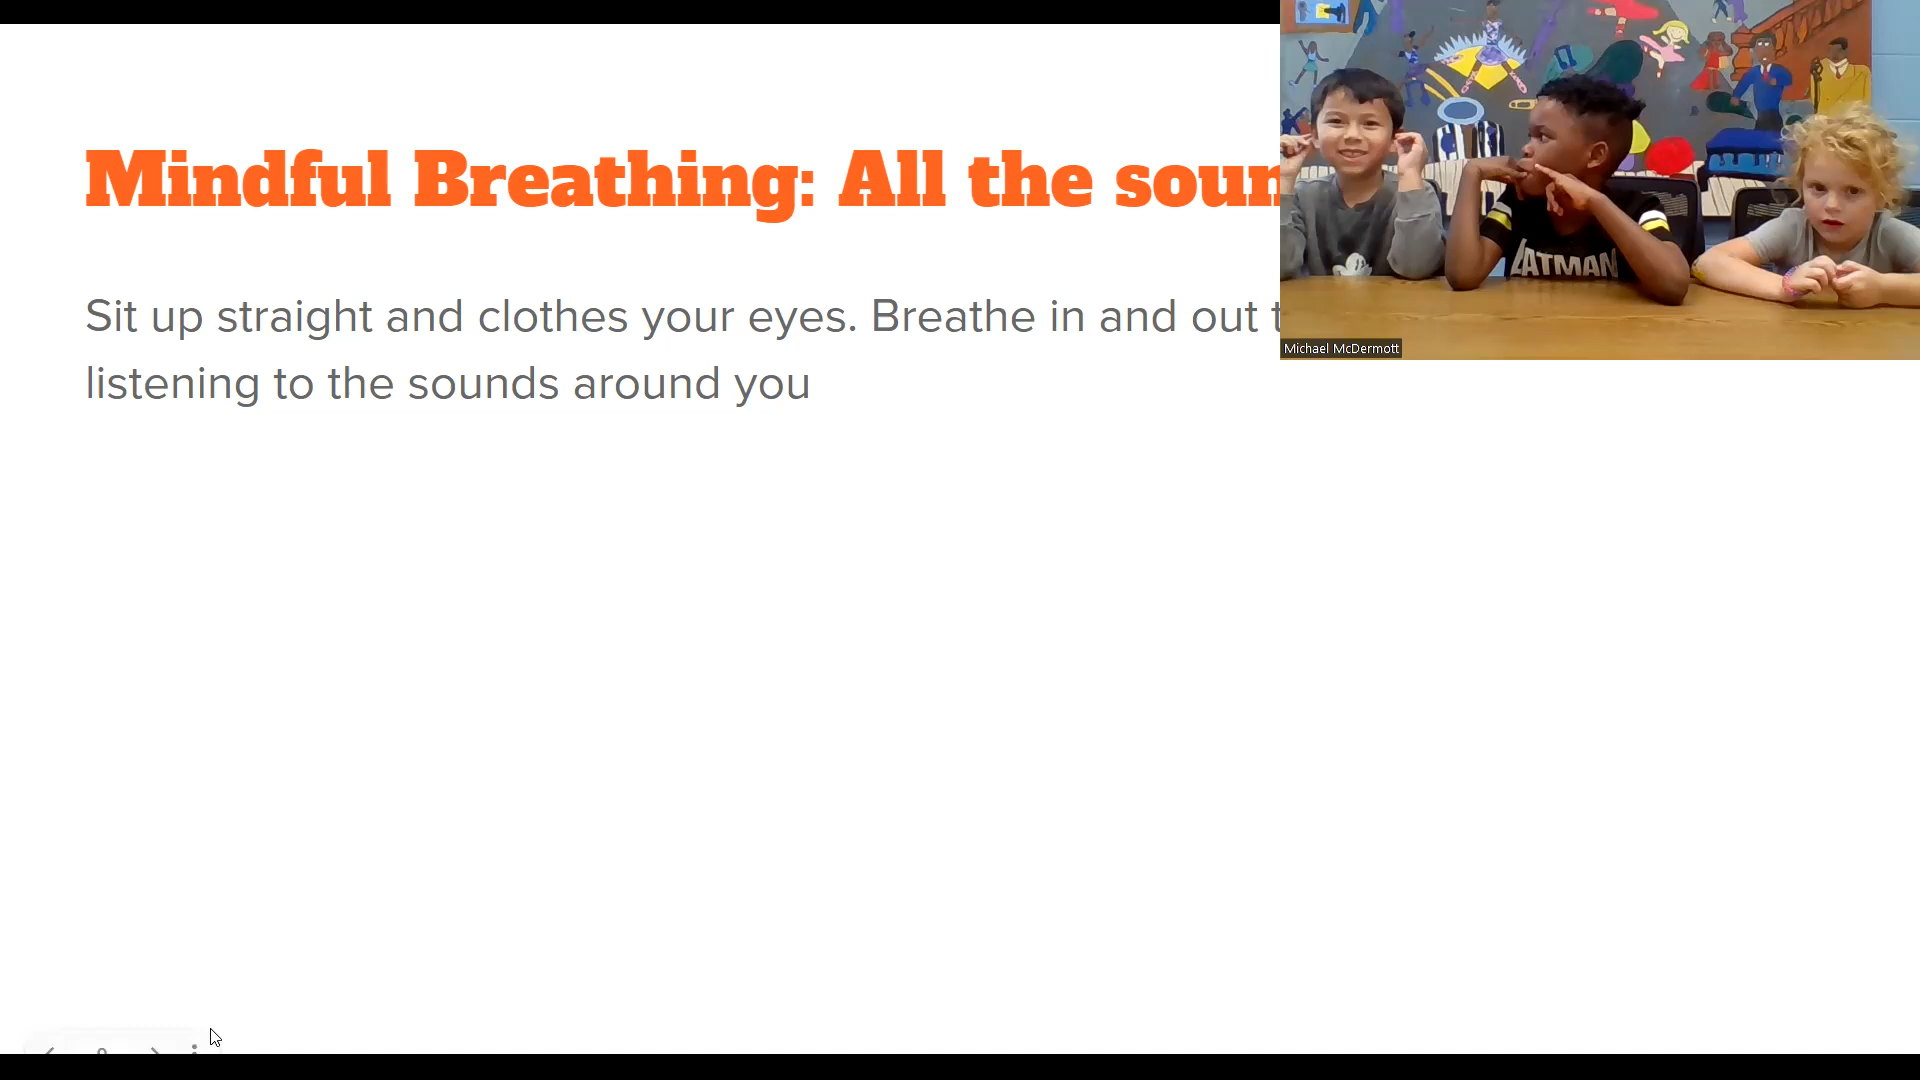 Mindful Breathing: All the soun
Sit up straight and clothes your eyes. Breathe in and out t
listening to the sounds around you
LATMAN
Michael McDermott